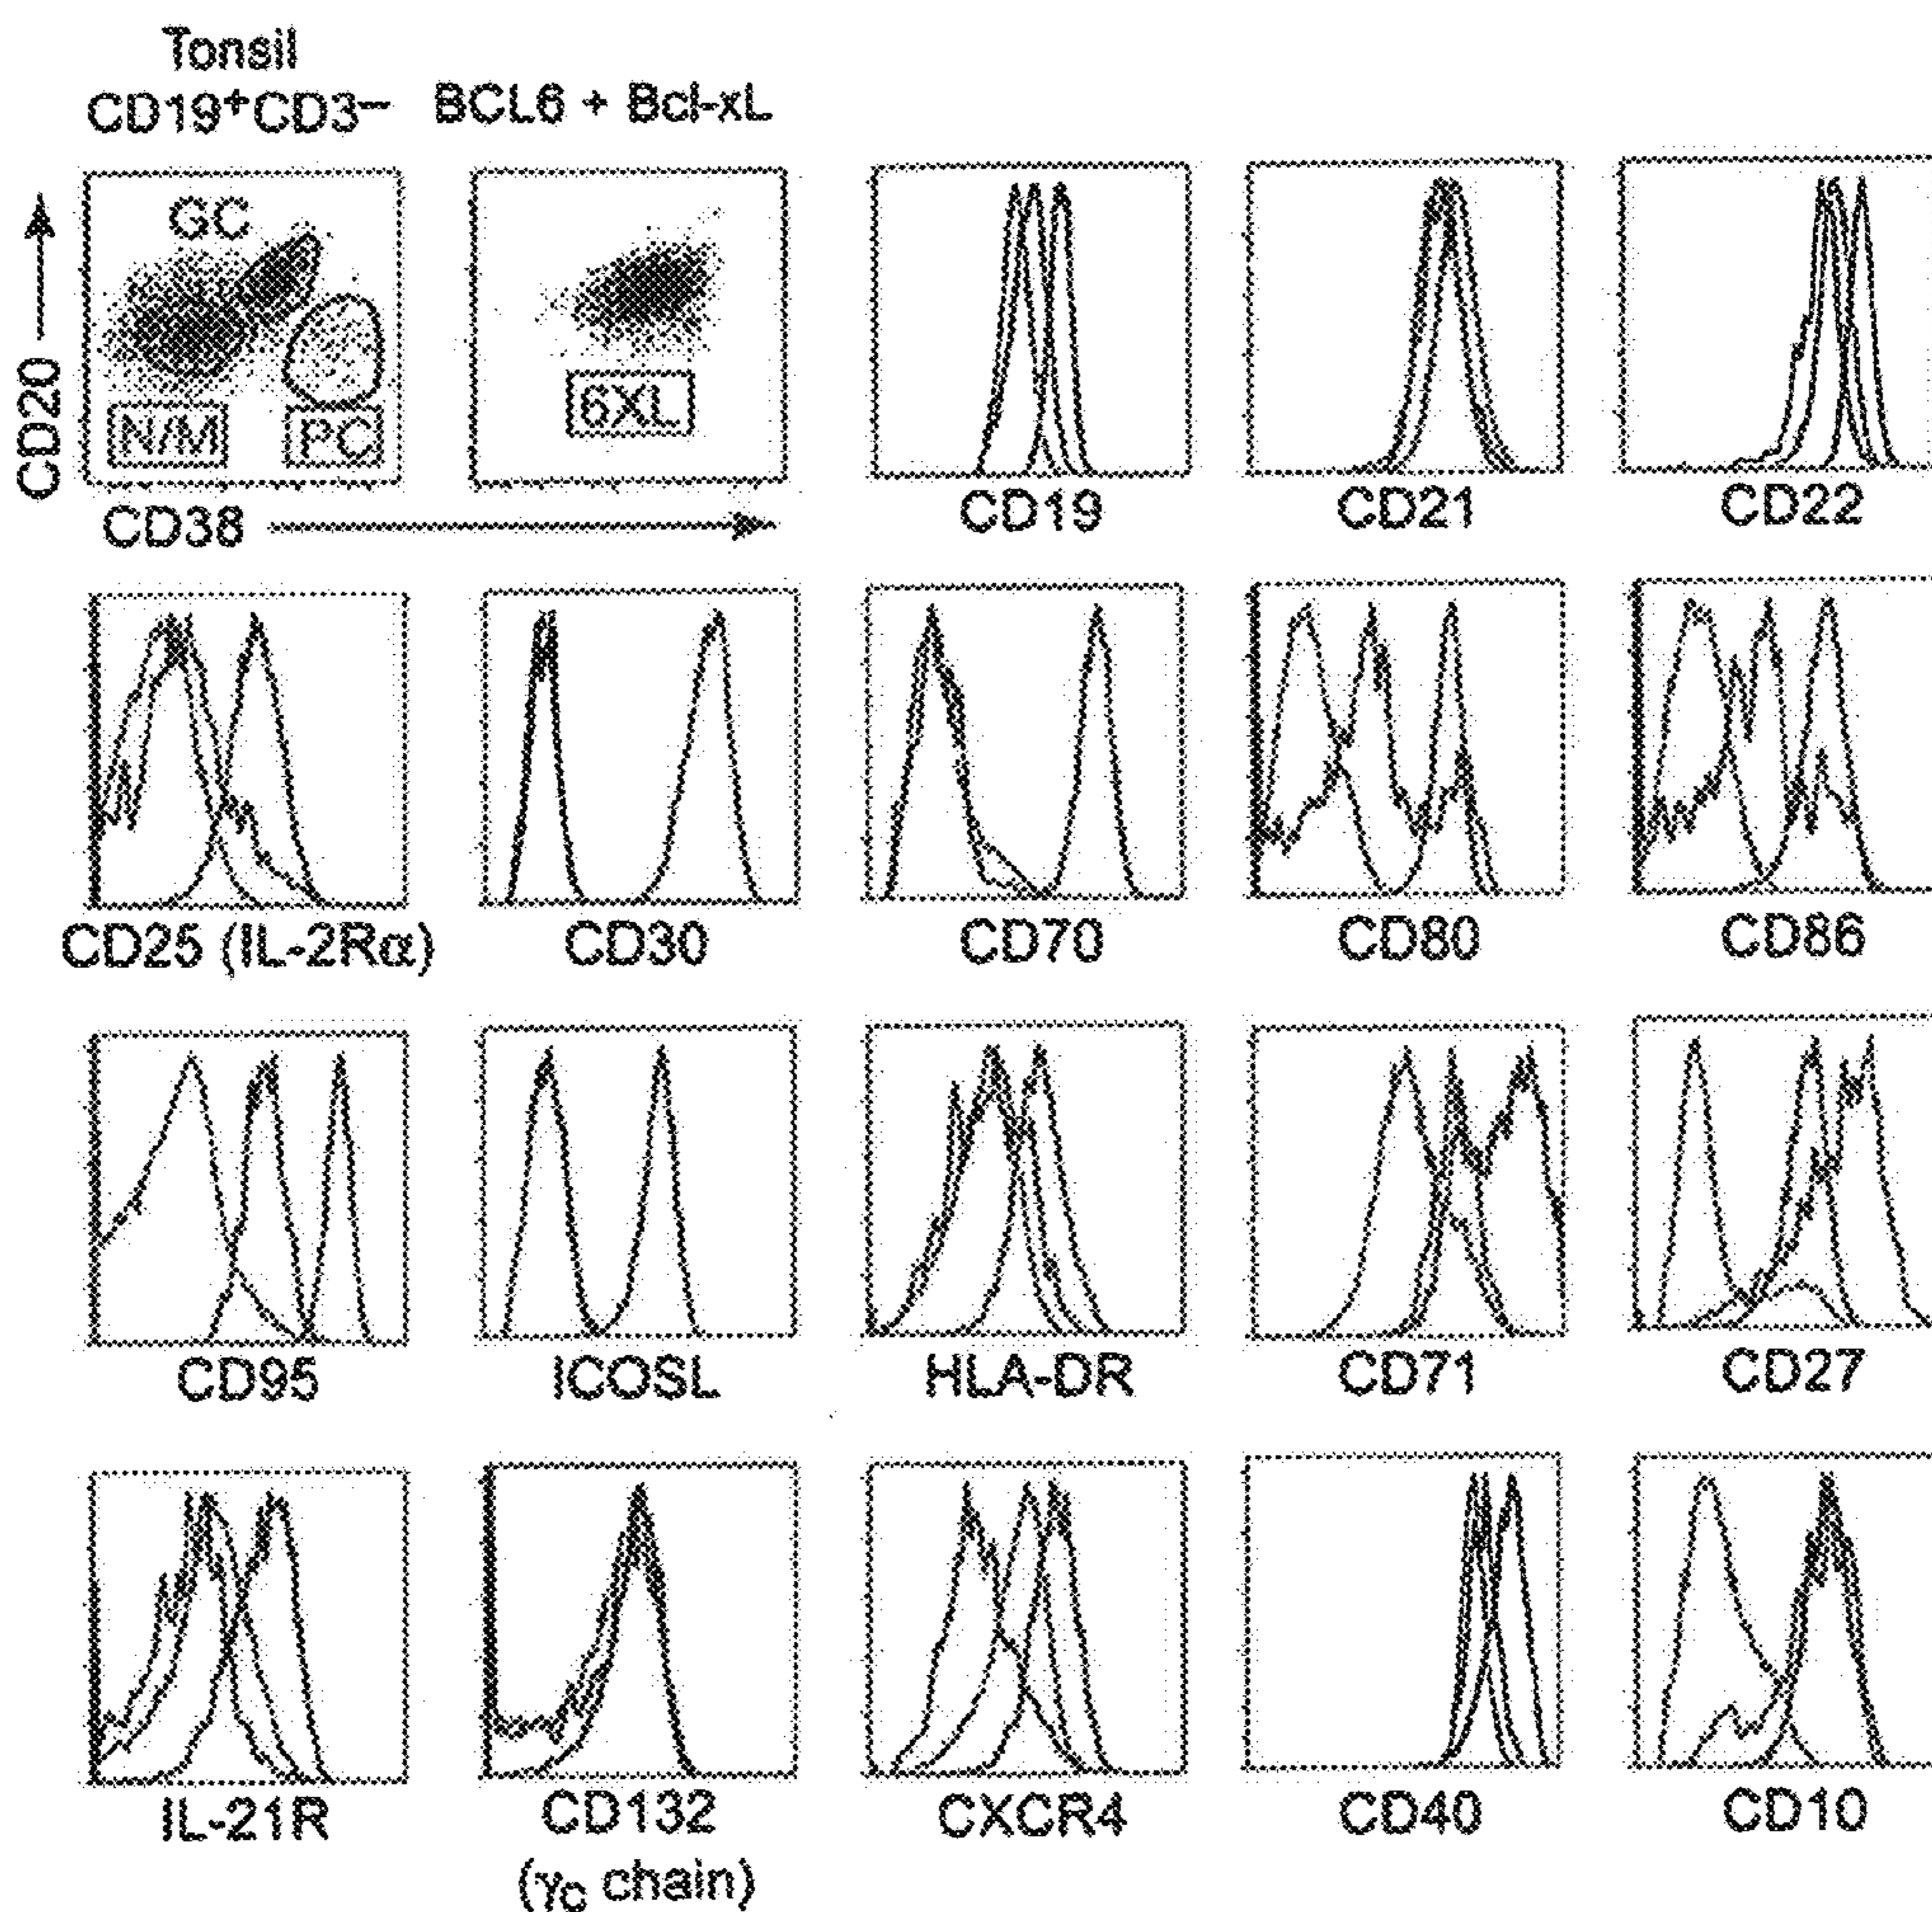 Tonsil
CD19+CD3–
BCL6 + Bcl-xL
GC
N/M
PC
6XL
CD20
CD38
CD19
CD21
CD22
CD25 (IL-2Rα)
CD30
CD70
CD80
CD86
CD95
ICOSL
HLA-DR
CD71
CD27
IL-21R
CD132
(γC chain)
CXCR4
CD40
CD10